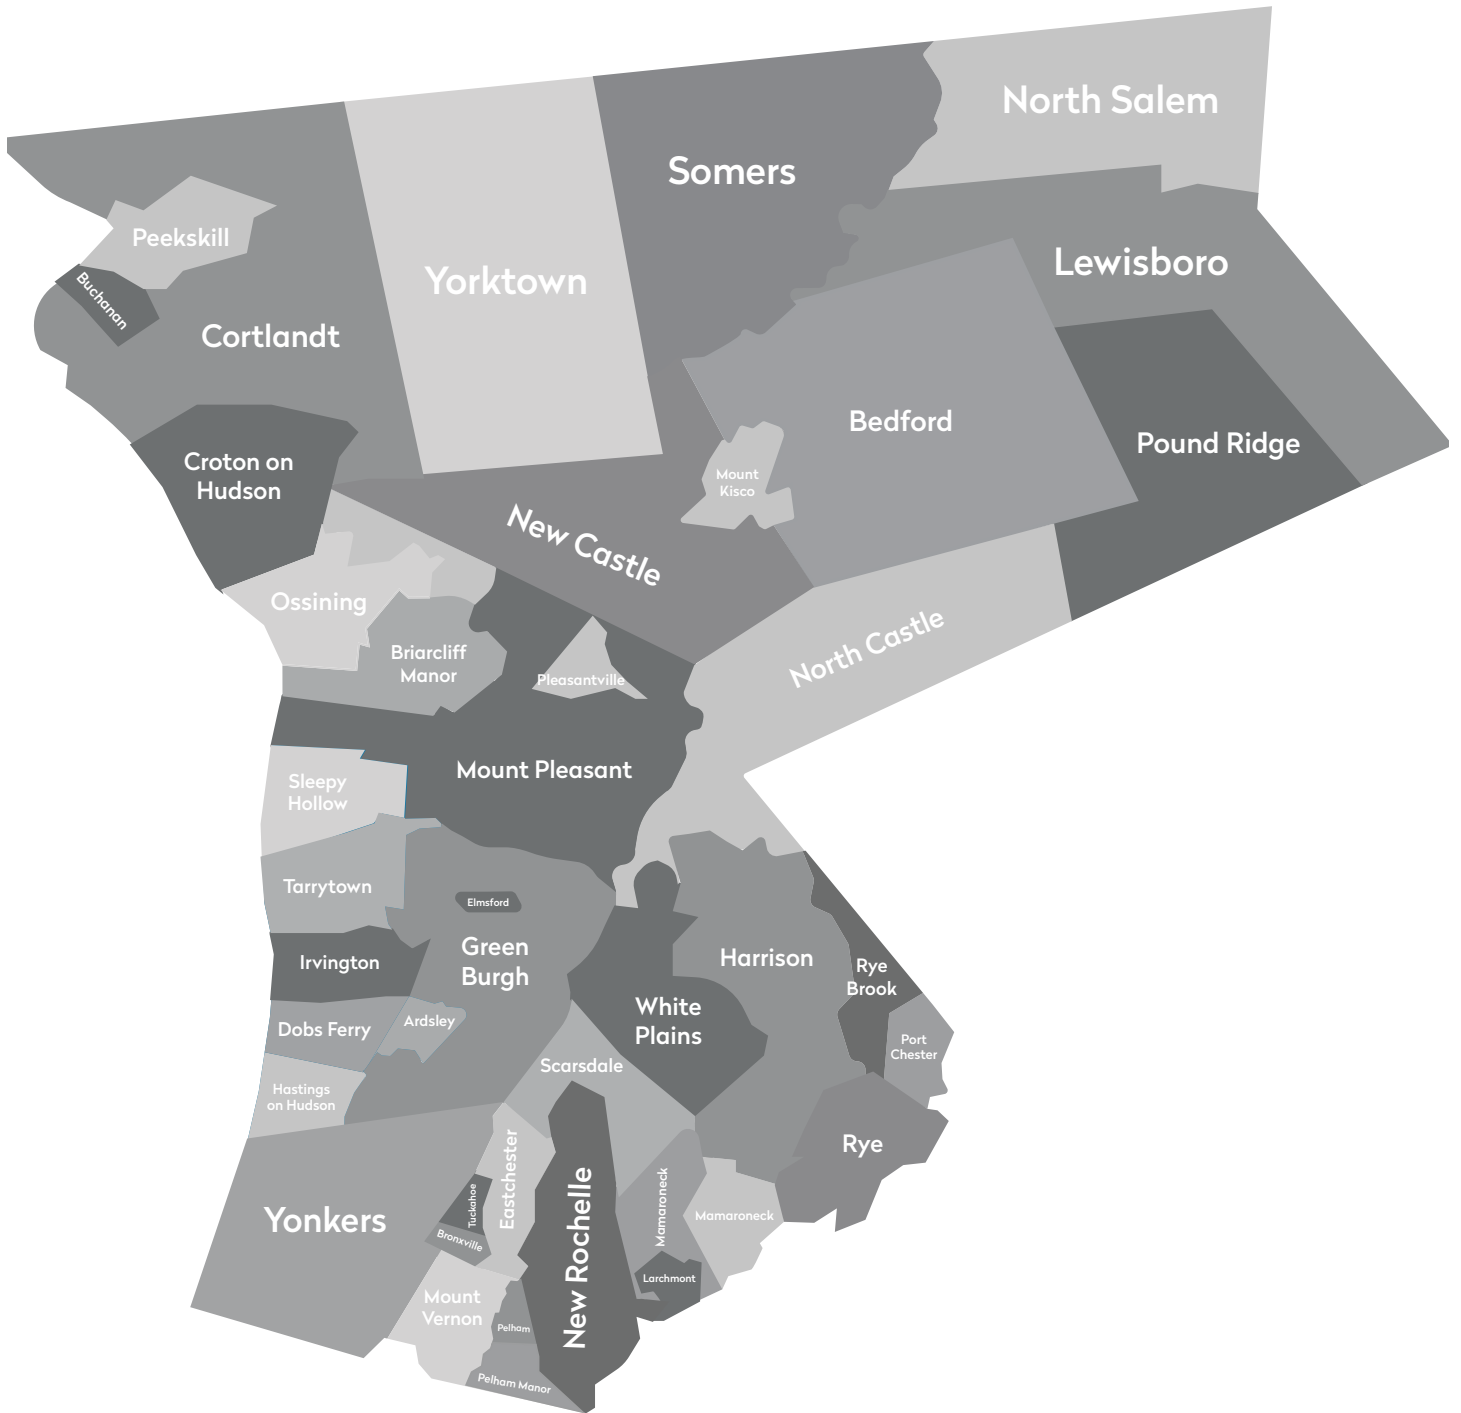 North Salem
Somers
Peekskill
Lewisboro
Yorktown
Buchanan
Cortlandt
Bedford
Pound Ridge
Croton on
Hudson
Mount
Kisco
New Castle
Ossining
North Castle
Briarcliff
Manor
Pleasantville
Mount Pleasant
Sleepy
Hollow
Tarrytown
Elmsford
Green
Burgh
Harrison
Irvington
Rye
Brook
White
Plains
Dobs Ferry
Ardsley
Port
Chester
Scarsdale
Hastings
on Hudson
Rye
Eastchester
Tuckahoe
Mamaroneck
Mamaroneck
Yonkers
Bronxville
New Rochelle
Larchmont
Mount
Vernon
Pelham
Pelham Manor